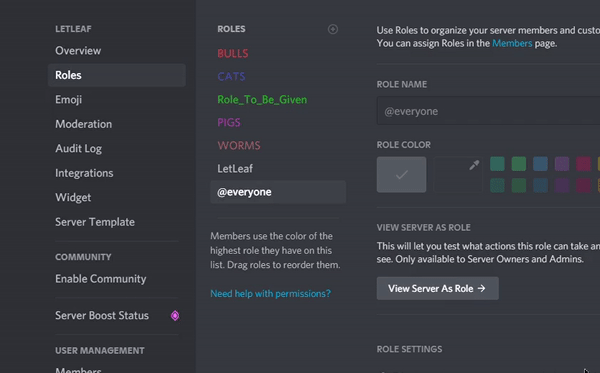 LETLEAF
Overview
Roles
Emoji
Moderation
Audit Log
Integrations
Widget
Server Template
COMMUNITY
Enable Community
Server Boost Status
USER MANAGEMENT
Members
ROLES
BULLS
CATS
Role_To_Be_Given
PIGS
WORMS
LetLeaf
@everyone
Members use the color of the
highest role they have on this
list. Drag roles to reorder them.
Need help with permissions?
Use Roles to organize your server members and custo
You can assign Roles in the Members page.
ROLE NAME
@everyone
ROLE COLOR
VIEW SERVER AS ROLE
This will let you test what actions this role can take an
see. Only available to Server Owners and Admins.
View Server As Role →
ROLE SETTINGS